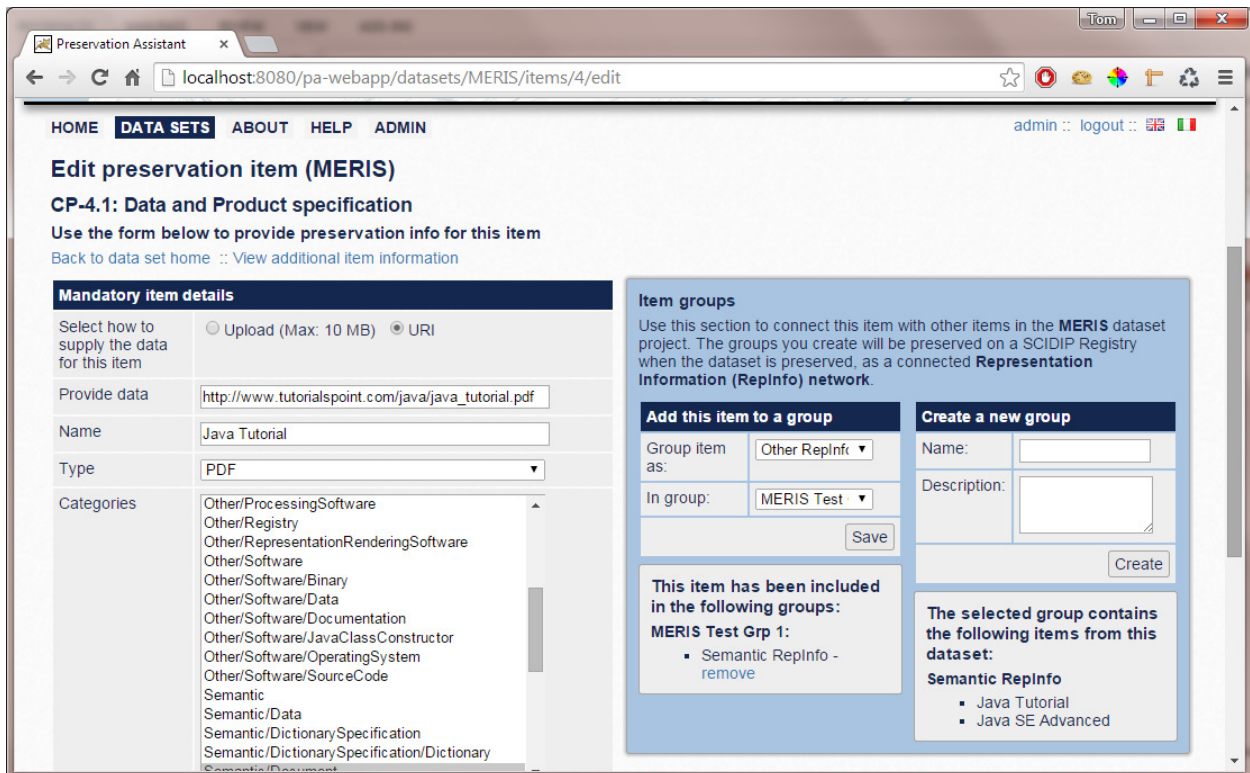 Tom
Preservation Assistant
localhost:8080/pa-webapp/datasets/MERIS/items/4/edit
HOME DATA SETS ABOUT HELP ADMIN
admin :: logout ::
Edit preservation item (MERIS)
CP-4.1: Data and Product specification
Use the form below to provide preservation info for this item
Back to data set home :: View additional item information
Mandatory item details
Select how to
supply the data
for this item
Upload (Max: 10 MB) URI
Provide data
http://www.tutorialspoint.com/java/java_tutorial.pdf
Name
Java Tutorial
Type
PDF
Categories
Other/ProcessingSoftware
Other/Registry
Other/RepresentationRenderingSoftware
Other/Software
Other/Software/Binary
Other/Software/Data
Other/Software/Documentation
Other/Software/JavaClassConstructor
Other/Software/OperatingSystem
Other/Software/SourceCode
Semantic
Semantic/Data
Semantic/DictionarySpecification
Semantic/DictionarySpecification/Dictionary
Semantic/Document
Item groups
Use this section to connect this item with other items in the MERIS dataset
project. The groups you create will be preserved on a SCIDIP Registry
when the dataset is preserved, as a connected Representation
Information (RepInfo) network.
Add this item to a group
Group item
as:
Other RepInfo
In group:
MERIS Test
Save
This item has been included
in the following groups:
MERIS Test Grp 1:
Semantic RepInfo -
remove
Create a new group
Name:
Description:
Create
The selected group contains
the following items from this
dataset:
Semantic RepInfo
Java Tutorial
Java SE Advanced